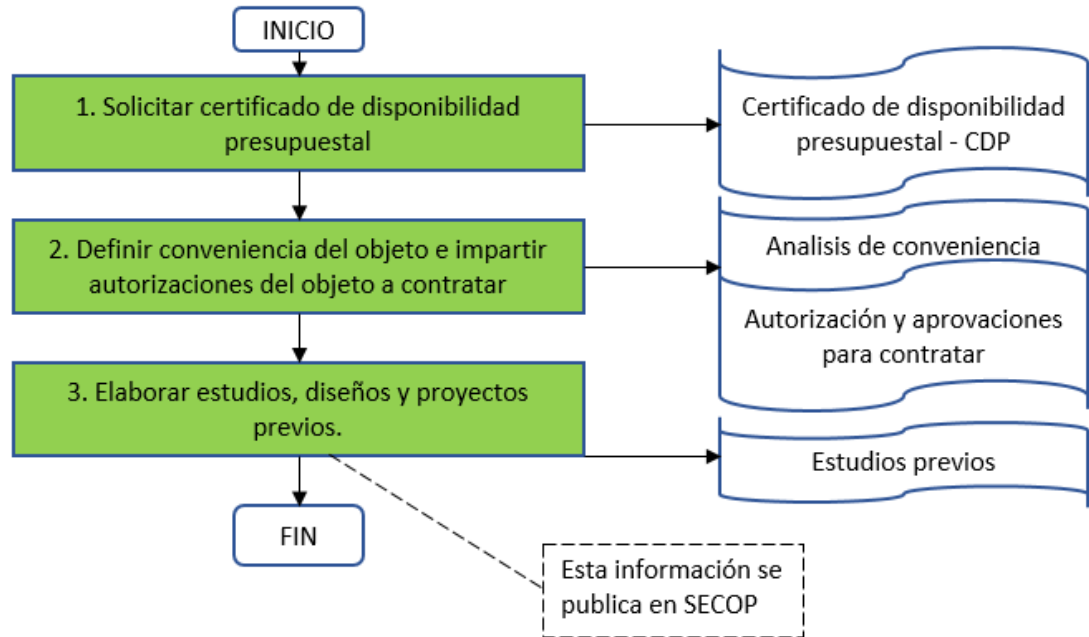 INICIO
1. Solicitar certificado de disponibilidad
presupuestal
Certificado de disponibilidad
presupuestal - CDP
2. Definir conveniencia del objeto e impartir
autorizaciones del objeto a contratar
Analisis de conveniencia
Autorización y aprovaciones
para contratar
3. Elaborar estudios, diseños y proyectos
previos.
Estudios previos
FIN
Esta información se
publica en SECOP